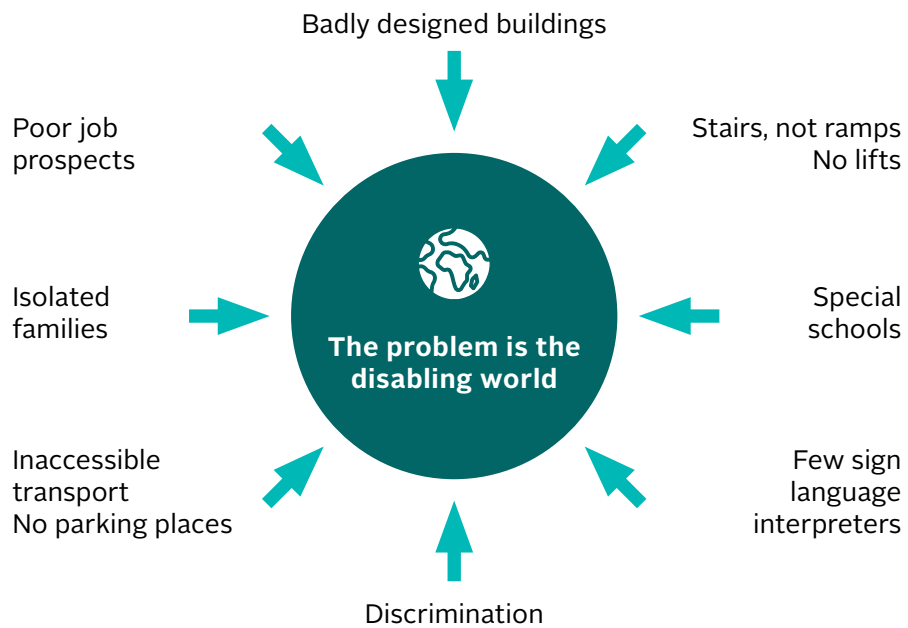 Badly designed buildings
Poor job
prospects
Stairs, not ramps
No lifts
Isolated
families
The problem is the
disabling world
Special
schools
Inaccessible
transport
No parking places
Few sign
language
interpreters
Discrimination